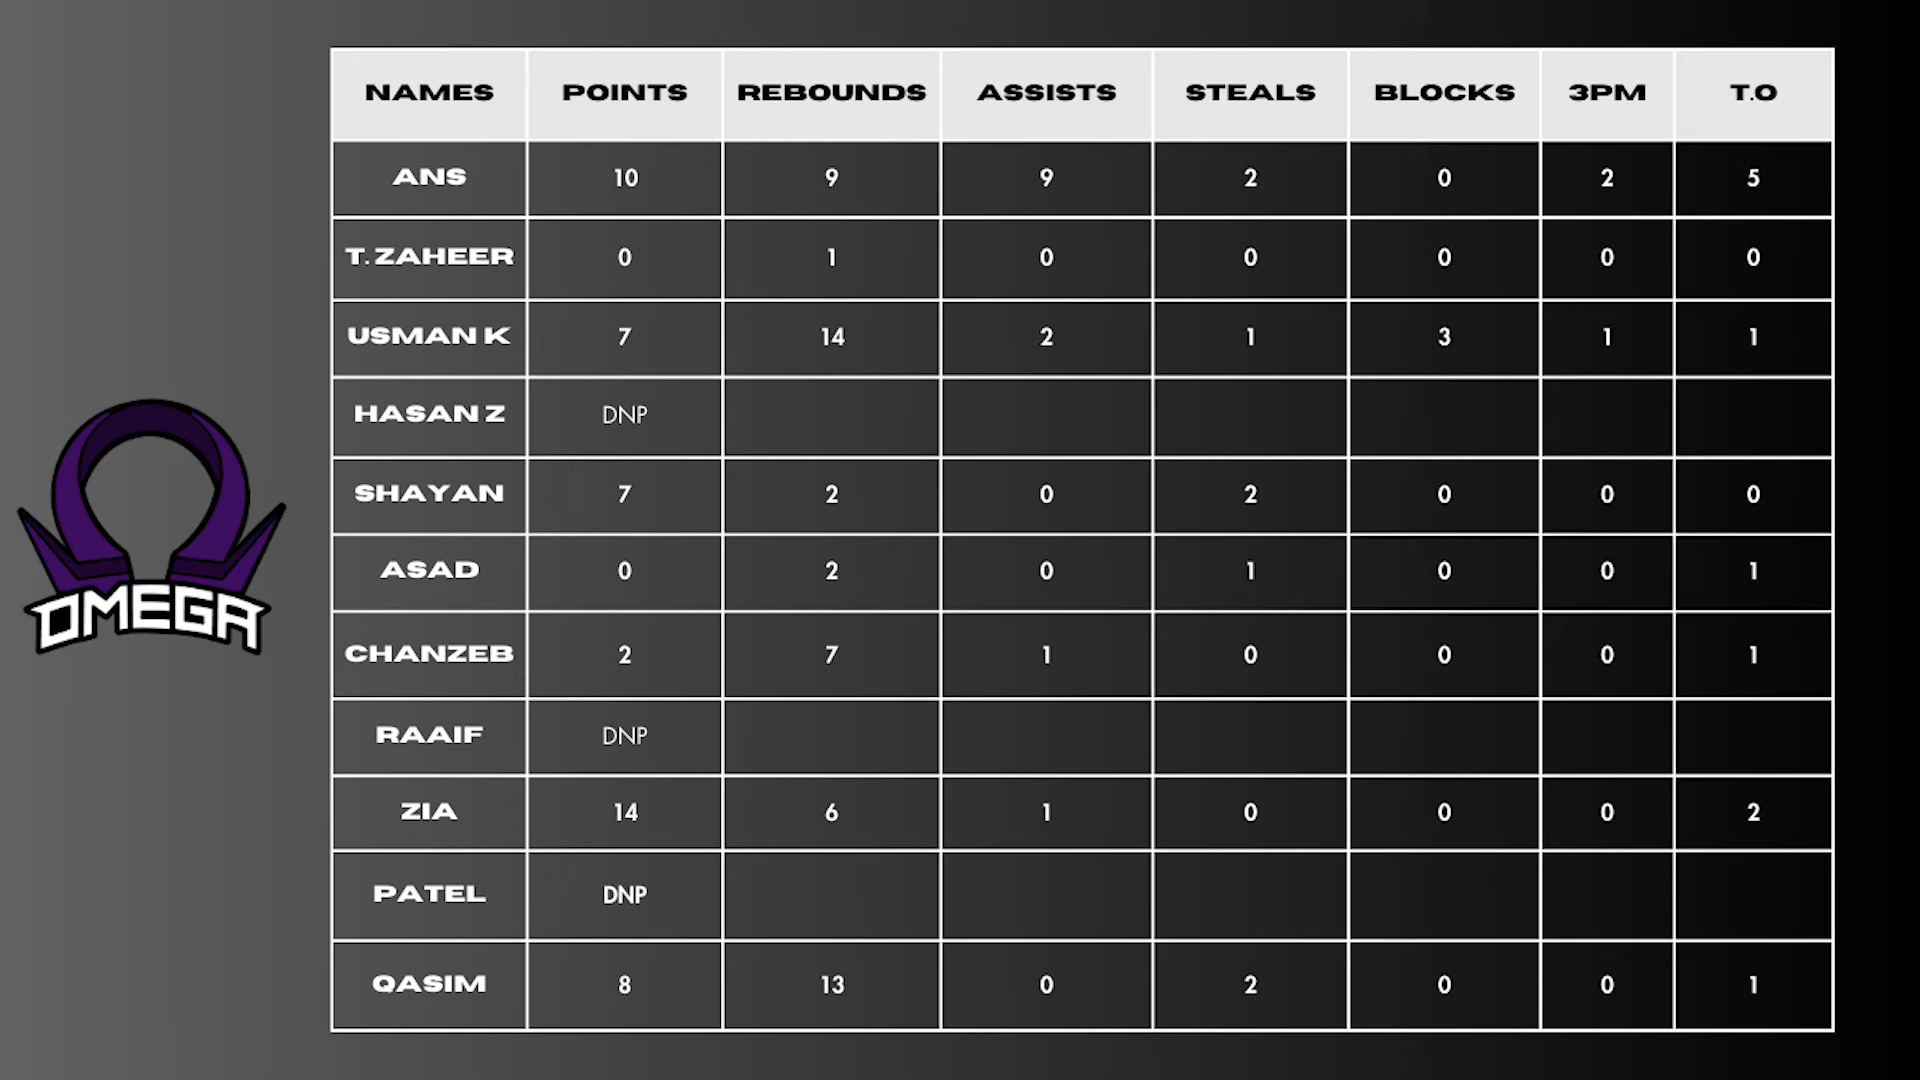 NAMES POINTS REBOUNDS ASSISTS STEALS BLOCKS 3PM T.O
ANS 10 9 9 2 0 2 5
T. ZAHEER 0 1 0 0 0 0 0
USMAN K 7 14 2 1 3 1 1
HASAN Z DNP
SHAYAN 7 2 0 2 0 0 0
ASAD 0 2 0 1 0 0 1
CHANZEB 2 7 1 0 0 0 1
RAAIF DNP
ZIA 14 6 1 0 0 0 2
PATEL DNP
QASIM 8 13 0 2 0 0 1
OMEGA